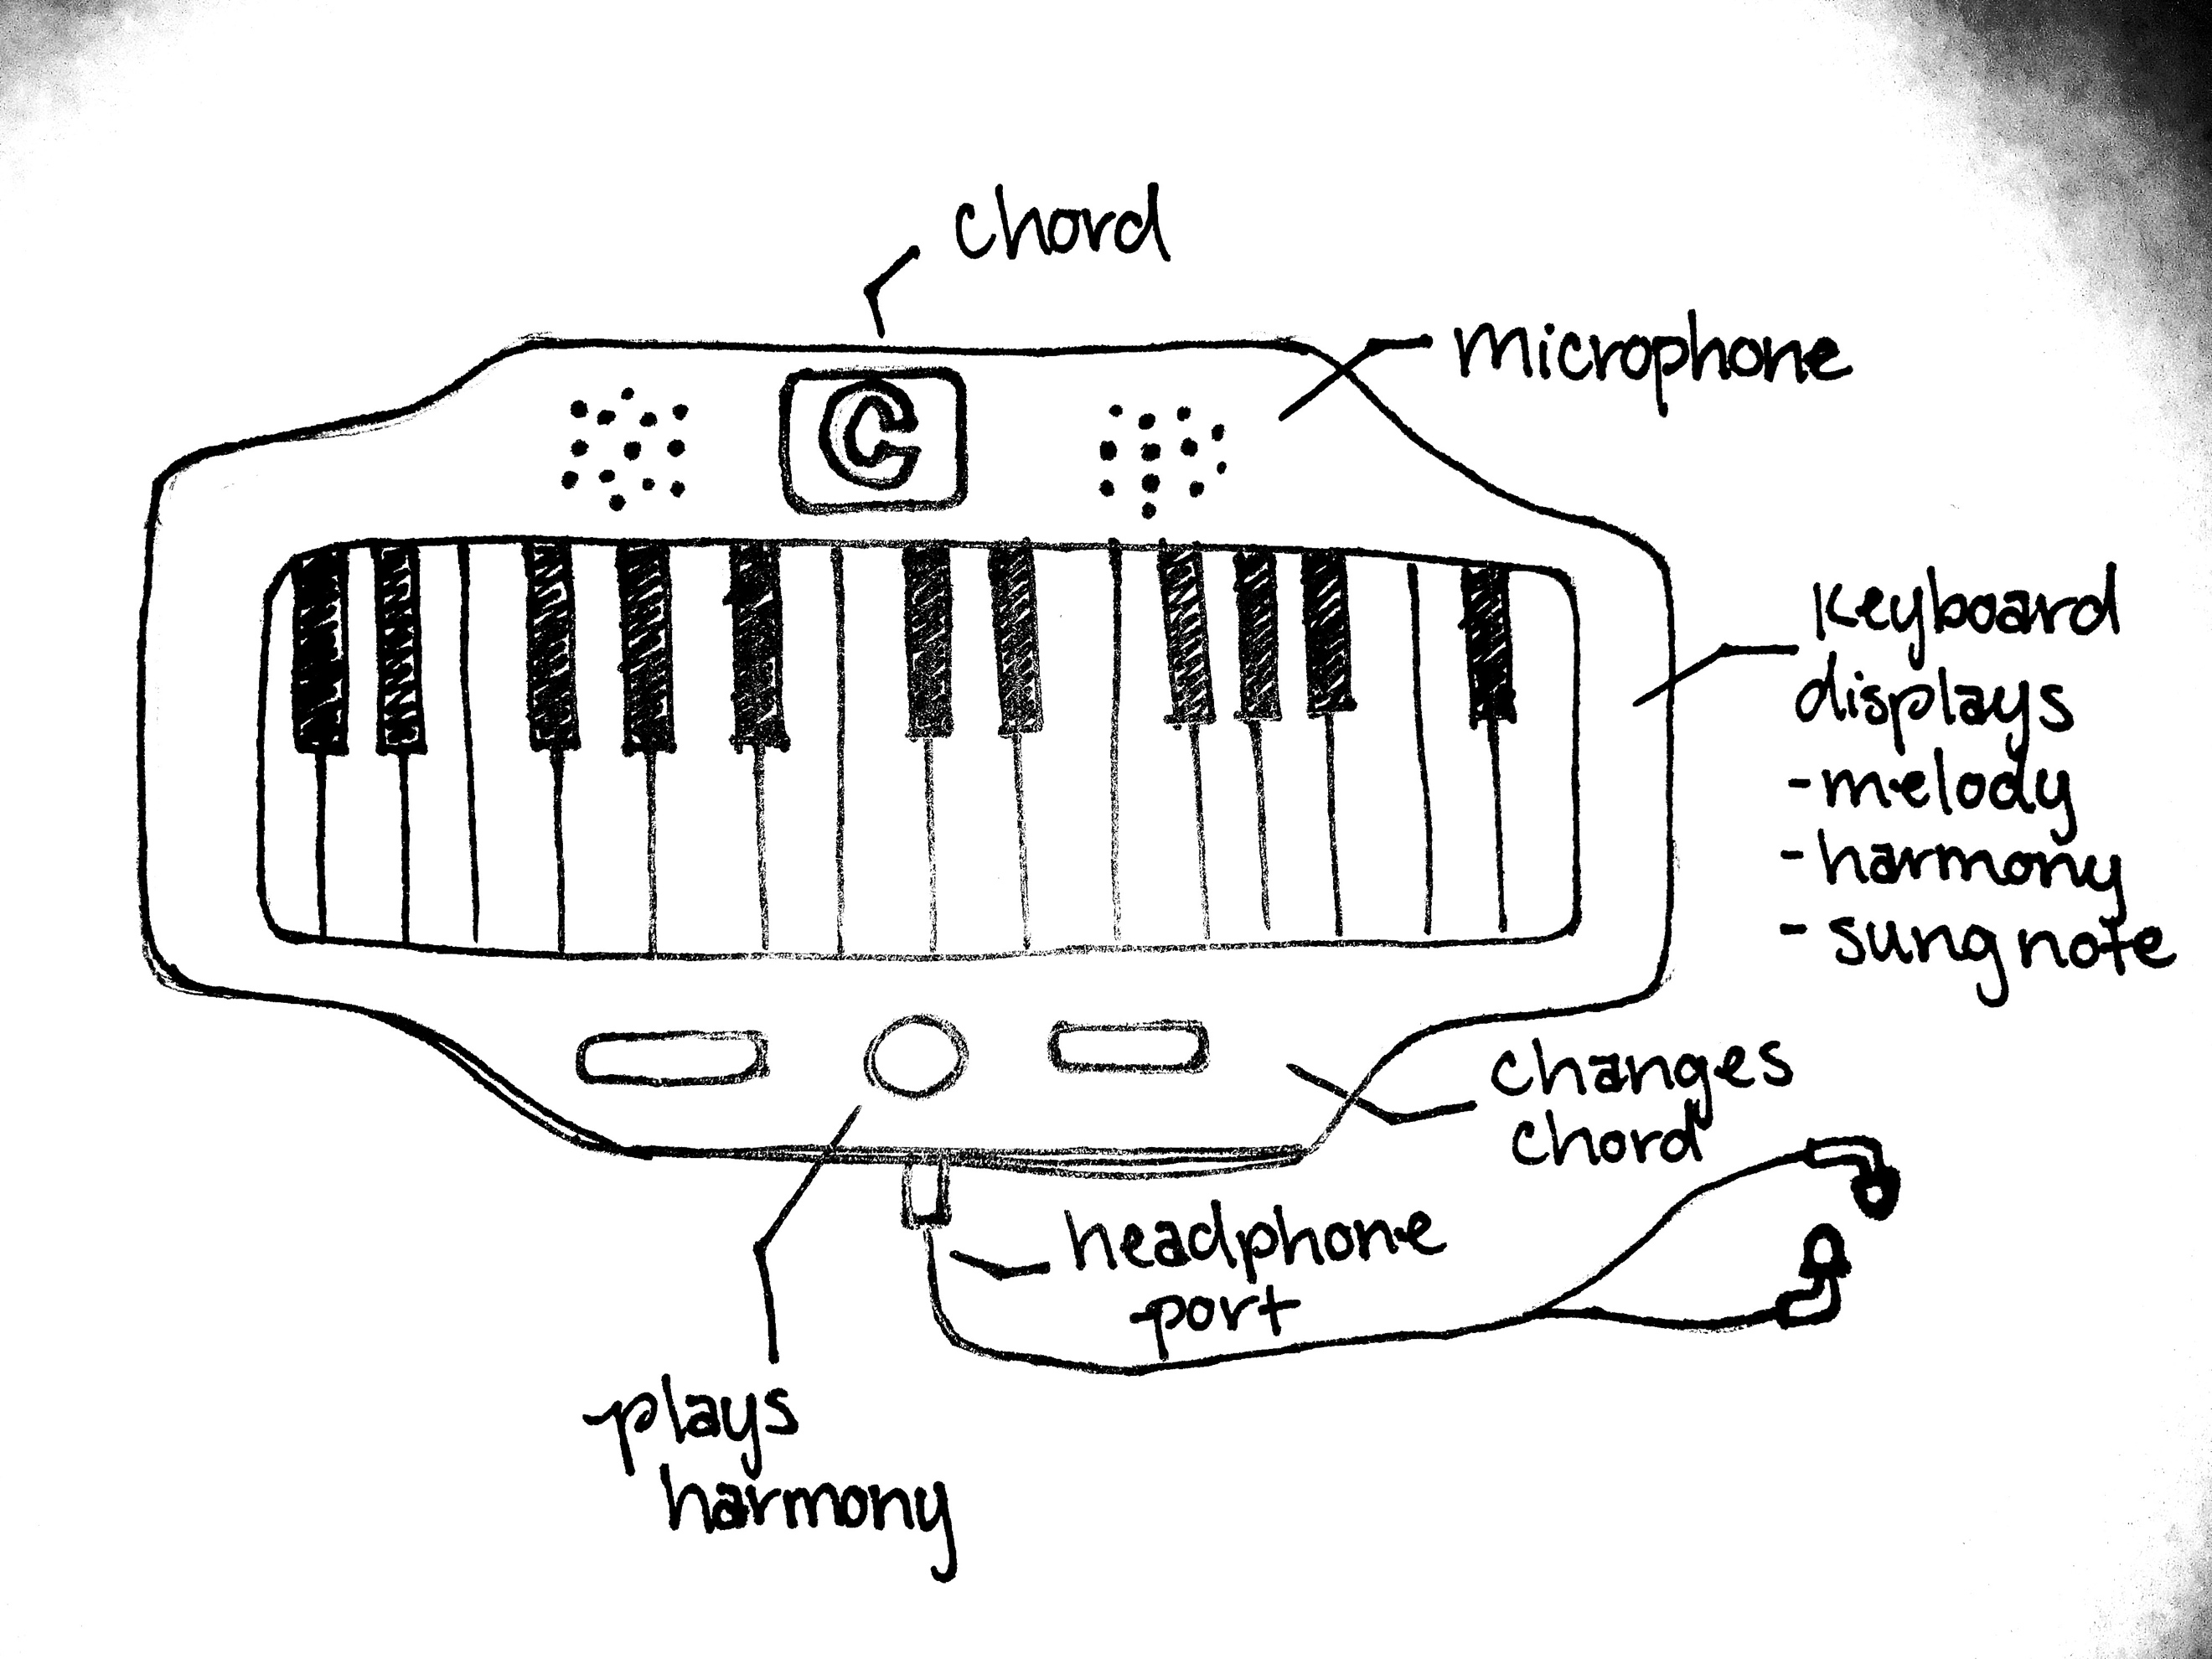 chord
C
microphone
keyboard
displays
-melody
-harmony
-sung note
changes
chord
headphone
port
plays
harmony